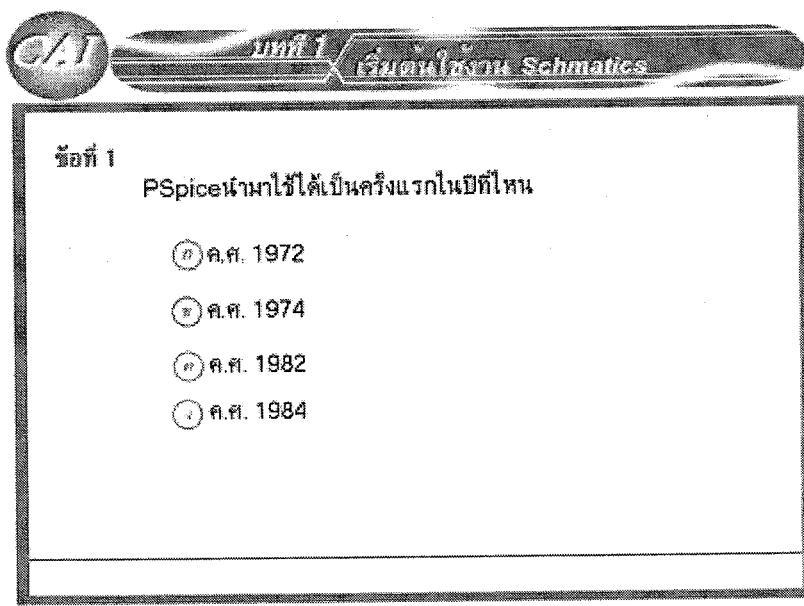 CAI
บทที่ 1
เริ่มต้นใช้งาน Schmatics
ข้อที่ 1
PSpiceนำมาใช้ได้เป็นครั้งแรกในปีที่ไหน
ก ค.ศ. 1972
ข ค.ศ. 1974
ค ค.ศ. 1982
ง ค.ศ. 1984